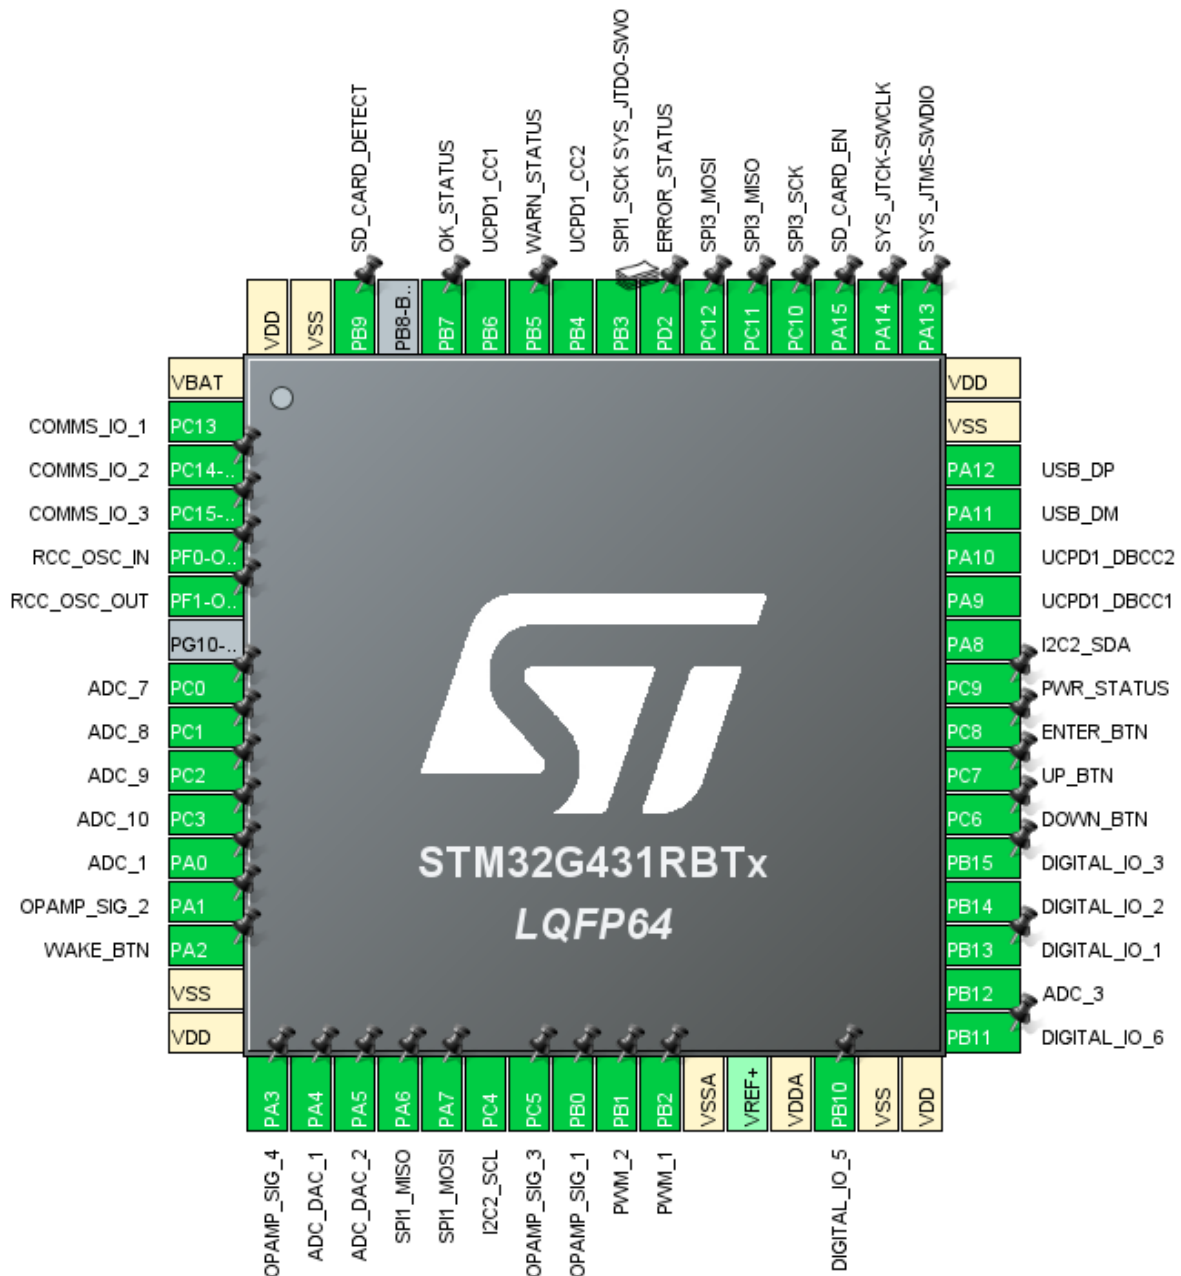 SD_CARD_DETECT
OK_STATUS
UCPD1_CC1
WARN_STATUS
UCPD1_CC2
SPI1_SCK SYS_JTDO-SWO
ERROR_STATUS
SPI3_MOSI
SPI3_MISO
SPI3_SCK
SD_CARD_EN
SYS_JTCK-SWCLK
SYS_JTMS-SWDIO
VDD
VSS
PB9
PB8-B..
PB7
PB6
PB5
PB4
PB3
PD2
PC12
PC11
PC10
PA15
PA14
PA13
VBAT
COMMS_IO_1 PC13
COMMS_IO_2 PC14-..
COMMS_IO_3 PC15-..
RCC_OSC_IN PF0-O..
RCC_OSC_OUT PF1-O..
PG10-..
ADC_7 PC0
ADC_8 PC1
ADC_9 PC2
ADC_10 PC3
ADC_1 PA0
OPAMP_SIG_2 PA1
WAKE_BTN PA2
VSS
VDD
STM32G431RBTx
LQFP64
VDD
VSS
PA12 USB_DP
PA11 USB_DM
PA10 UCPD1_DBCC2
PA9 UCPD1_DBCC1
PA8 I2C2_SDA
PC9 PWR_STATUS
PC8 ENTER_BTN
PC7 UP_BTN
PC6 DOWN_BTN
PB15 DIGITAL_IO_3
PB14 DIGITAL_IO_2
PB13 DIGITAL_IO_1
PB12 ADC_3
PB11 DIGITAL_IO_6
PA3
PA4
PA5
PA6
PA7
PC4
PC5
PB0
PB1
PB2
VSSA
VREF+
VDDA
PB10
VSS
VDD
OPAMP_SIG_4
ADC_DAC_1
ADC_DAC_2
SPI1_MISO
SPI1_MOSI
I2C2_SCL
OPAMP_SIG_3
OPAMP_SIG_1
PWM_2
PWM_1
DIGITAL_IO_5